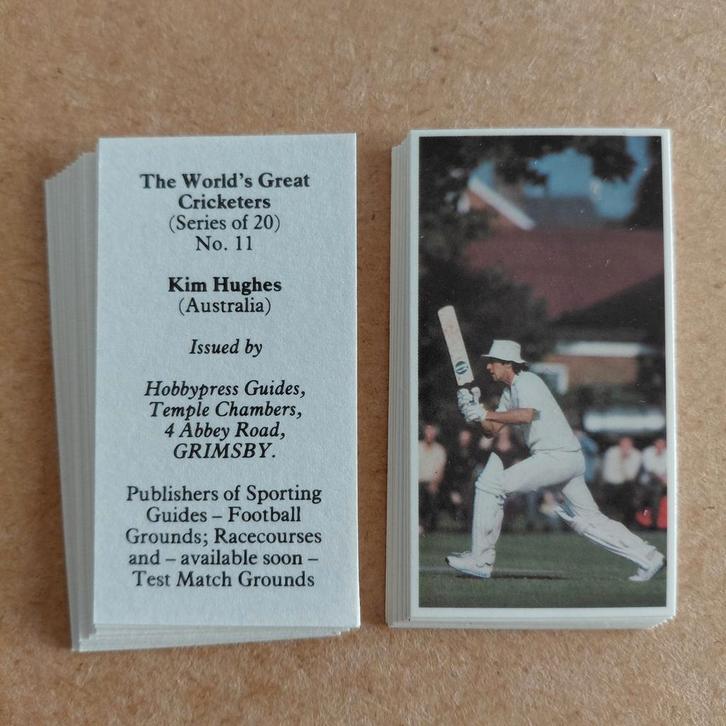 The World's Great
Cricketers
(Series of 20)
No. 11
Kim Hughes
(Australia)
Issued by
Hobbypress Guides,
Temple Chambers,
4 Abbey Road,
GRIMSBY.
Publishers of Sporting
Guides – Football
Grounds; Racecourses
and – available soon –
Test Match Grounds